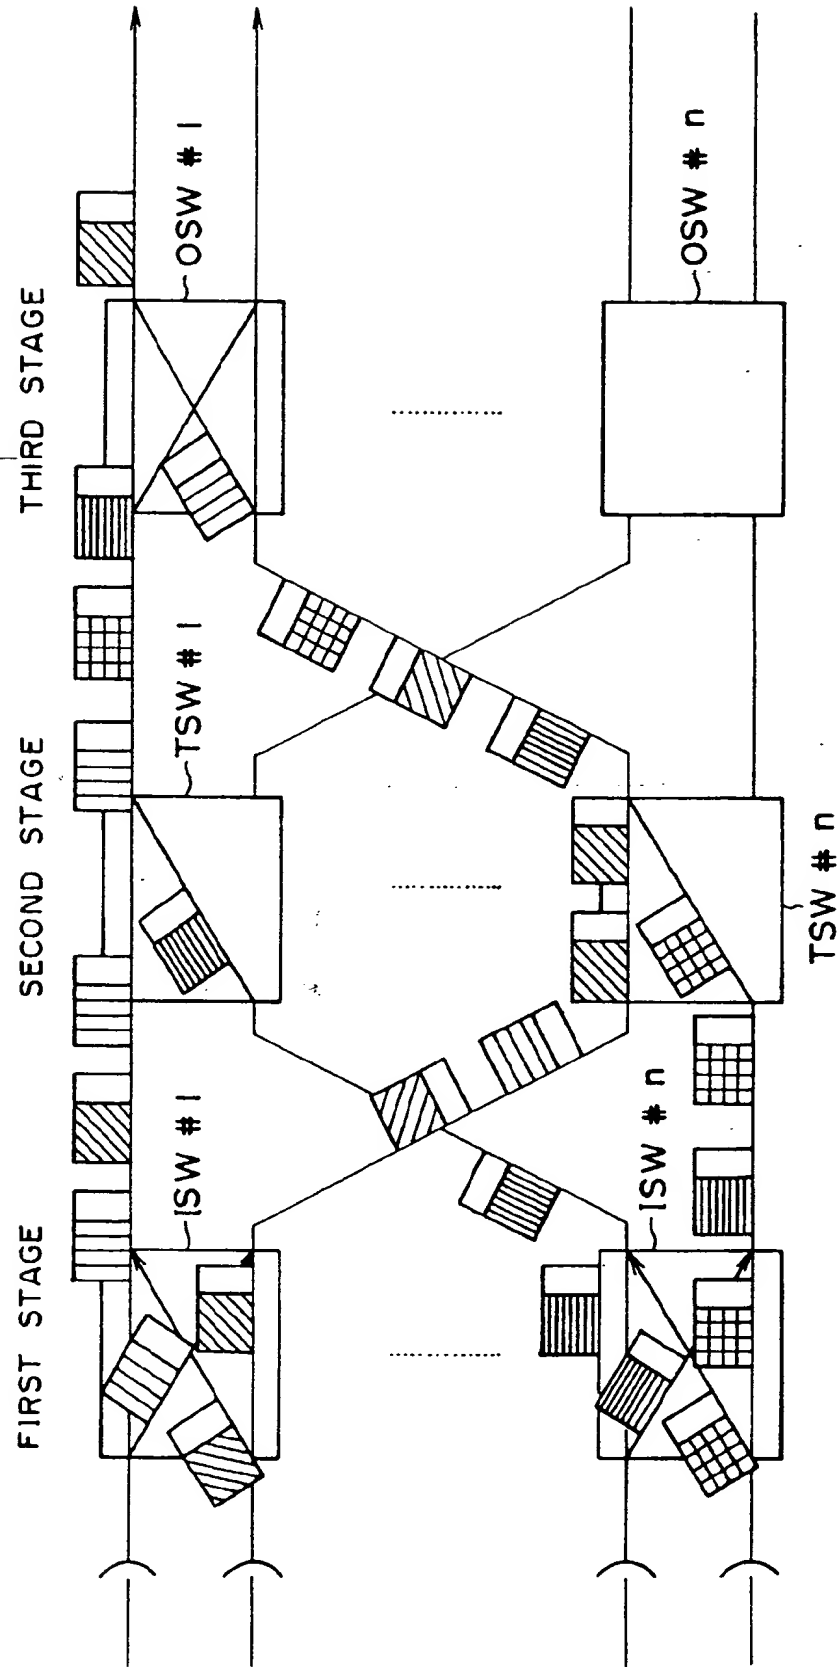 FIRST STAGE
SECOND STAGE
THIRD STAGE
ISW # 1
TSW # 1
OSW # 1
ISW # n
TSW # n
OSW # n